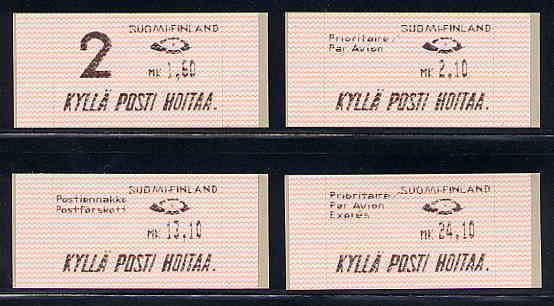 SUOMI-FINLAND
2
MK 1,60
KYLLÄ POSTI HOITAA.
SUOMI-FINLAND
Prioritaire/
Par Avion
MK 2,10
KYLLÄ POSTI HOITAA.
SUOMI-FINLAND
Postiennakko
Postförskott
MK 13,10
KYLLÄ POSTI HOITAA.
SUOMI-FINLAND
Prioritaire/
Par Avion
Exprès
MK 24,10
KYLLÄ POSTI HOITAA.